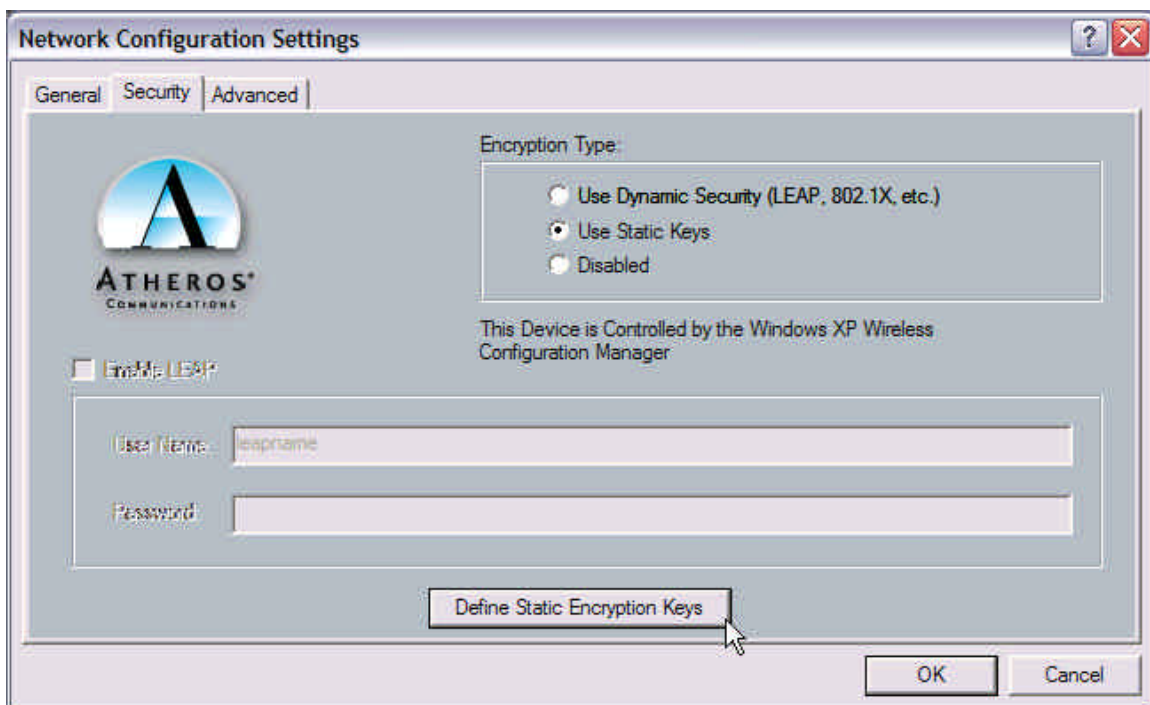 Network Configuration Settings
General Security Advanced
Encryption Type:
Use Dynamic Security (LEAP, 802.1X, etc.)
Use Static Keys
Disabled
ATHEROS
COMMUNICATIONS
This Device is Controlled by the Windows XP Wireless
Configuration Manager
Enable LEAP
User Name
leapname
Password
Define Static Encryption Keys
OK Cancel